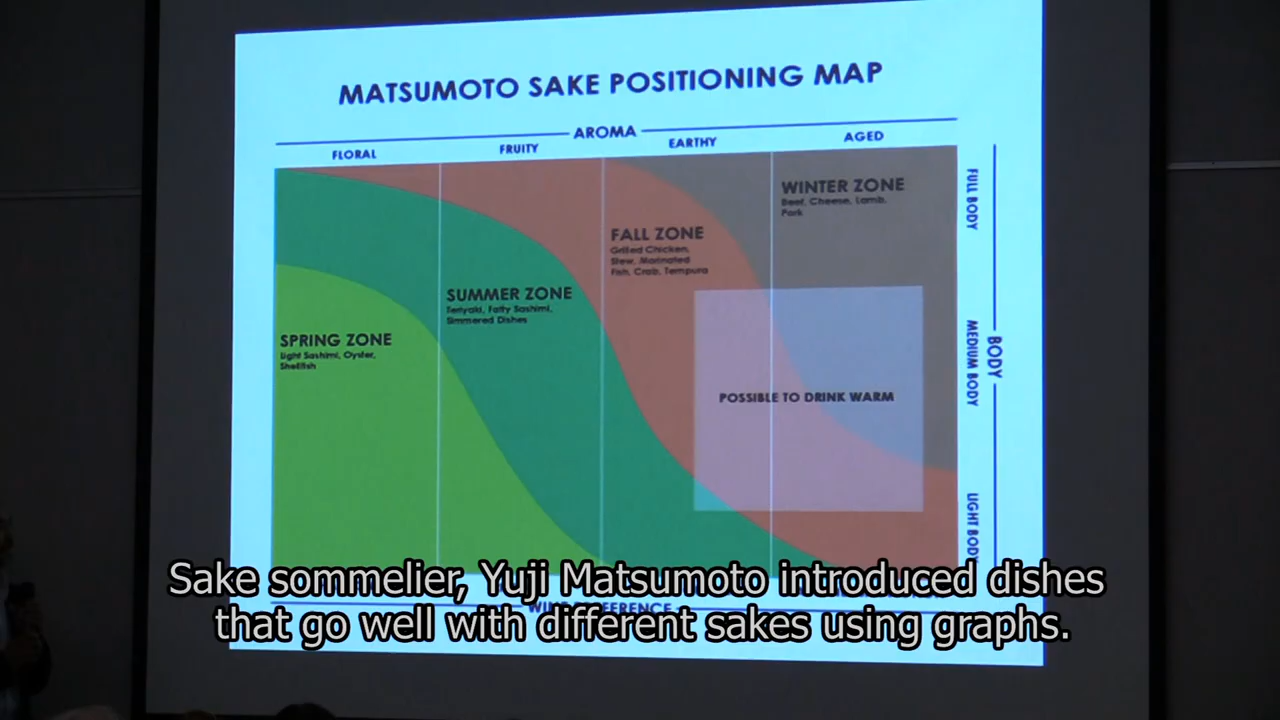 MATSUMOTO SAKE POSITIONING MAP
AROMA
FLORAL FRUITY EARTHY AGED
WINTER ZONE
Beef, Cheese, Lamb,
Pork
FALL ZONE
Grilled Chicken,
Stew, Marinated
Fish, Crab, Tempura
SUMMER ZONE
Teriyaki, Fatty Sashimi,
Simmered Dishes
SPRING ZONE
Light Sashimi, Oyster,
Shellfish
POSSIBLE TO DRINK WARM
FULL BODY
MEDIUM BODY
LIGHT BODY
BODY
Sake sommelier, Yuji Matsumoto introduced dishes
that go well with different sakes using graphs.